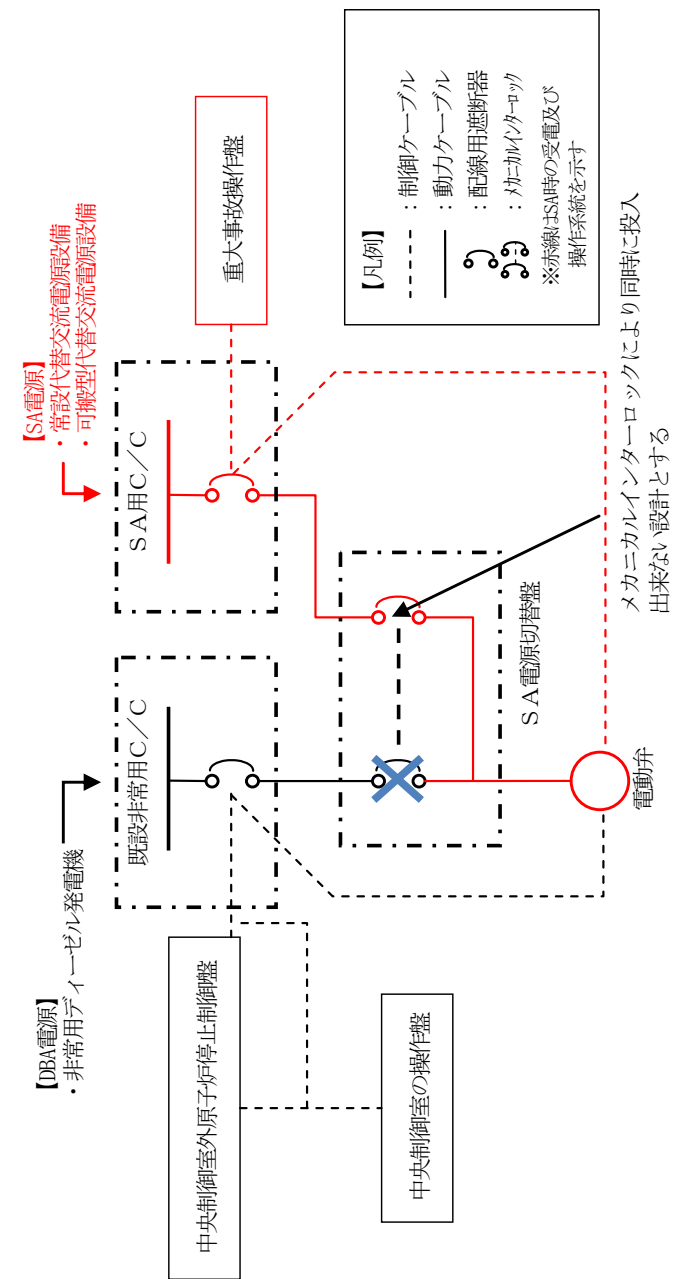 【DBA電源】
・非常用ディーゼル発電機
【SA電源】
・常設代替交流電源設備
・可搬型代替交流電源設備
既設非常用C／C
ＳＡ用C／C
中央制御室外原子炉停止制御盤
重大事故操作盤
中央制御室の操作盤
ＳＡ電源切替盤
電動弁
メカニカルインターロックにより同時に投入
出来ない設計とする
【凡例】
：制御ケーブル
：動力ケーブル
：配線用遮断器
：メカニカルインターロック
※赤線はSA時の受電及び
操作系統を示す